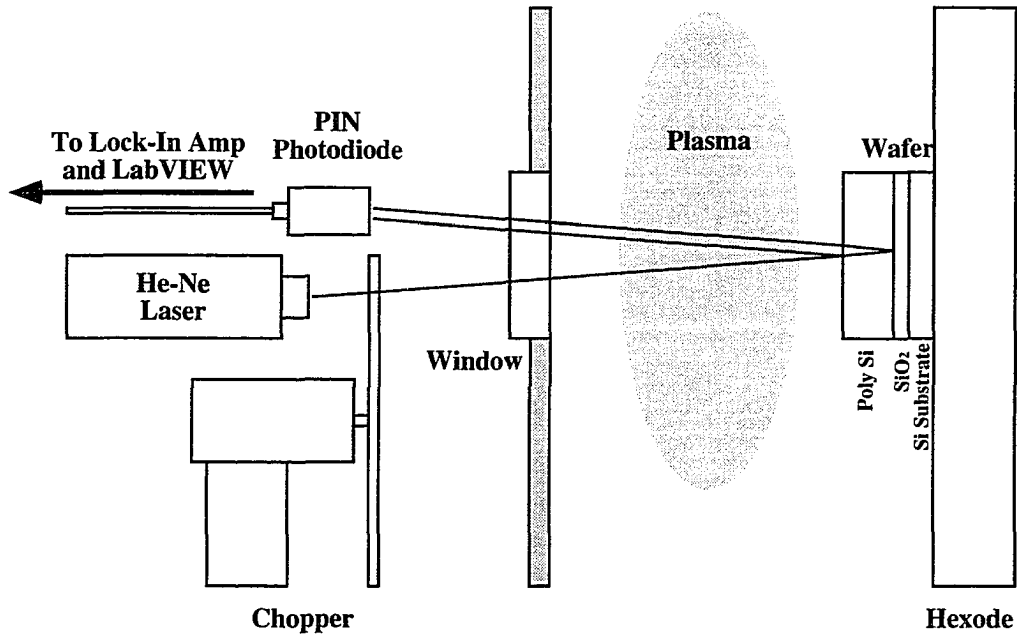 To Lock-In Amp
and LabVIEW
PIN
Photodiode
Plasma
Wafer
He-Ne
Laser
Window
Poly Si
SiO₂
Si Substrate
Chopper
Hexode